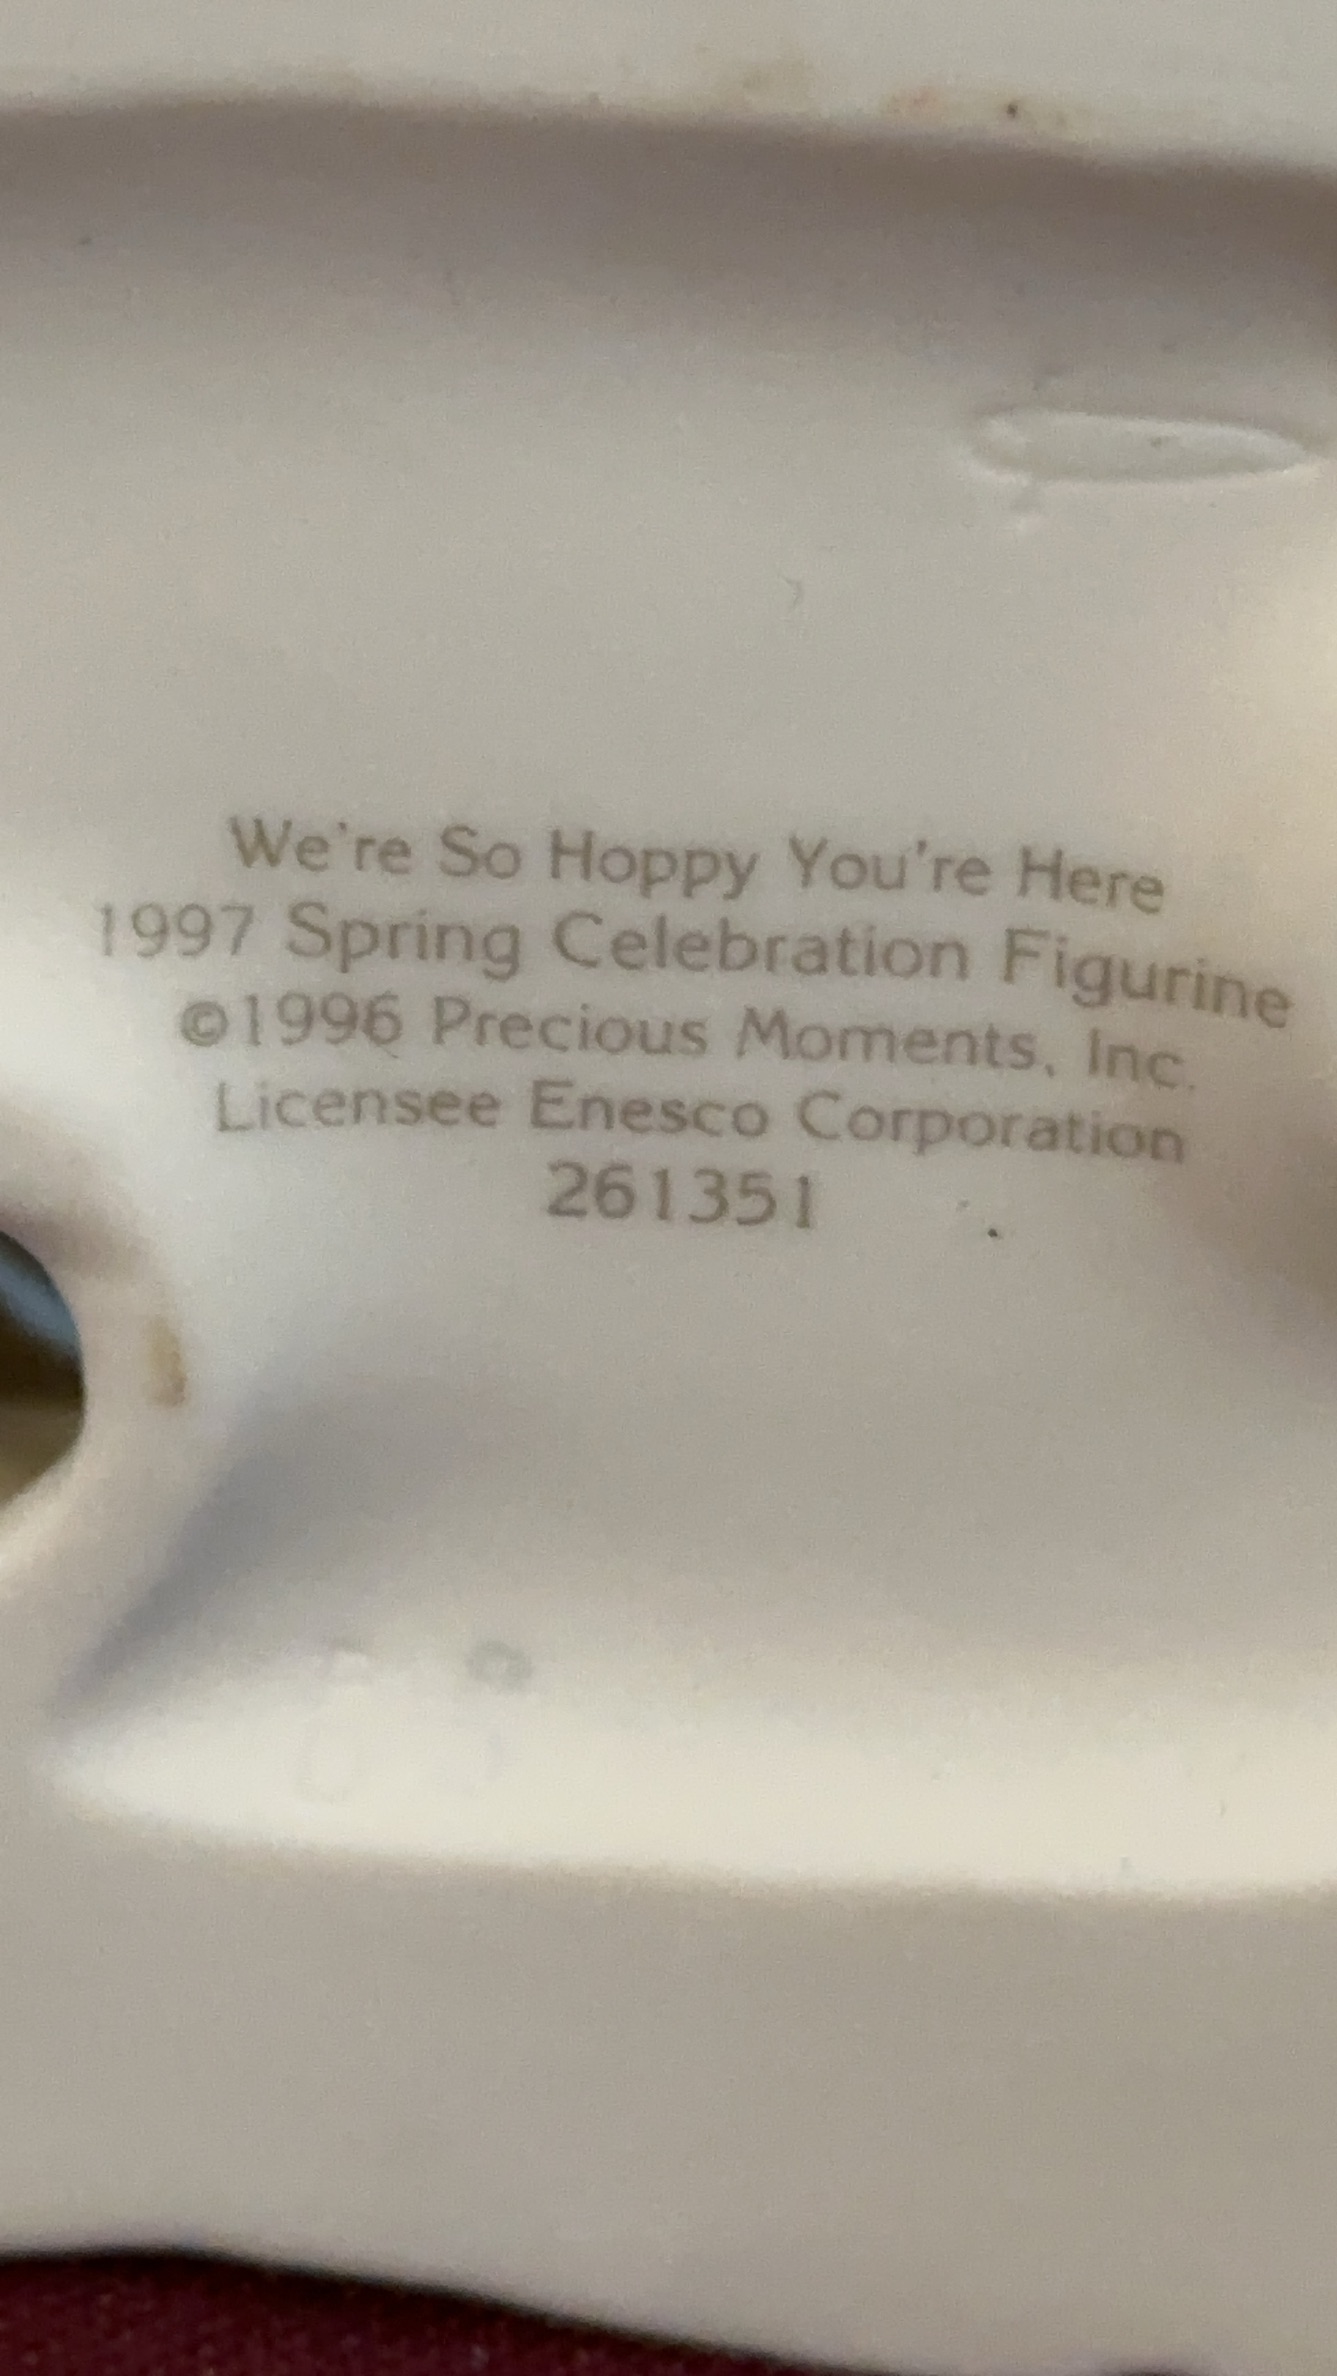 We're So Hoppy You're Here
1997 Spring Celebration Figurine
©1996 Precious Moments, Inc.
Licensee Enesco Corporation
261351